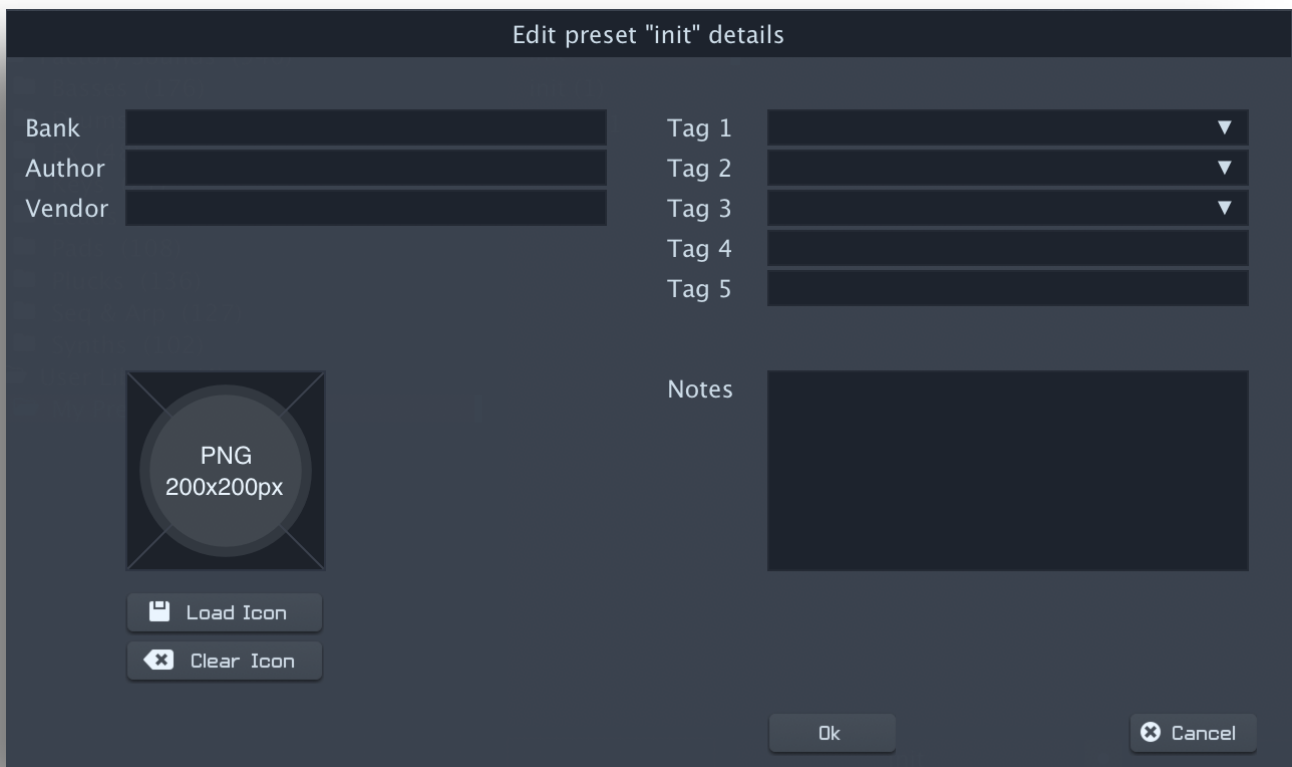 Edit preset "init" details
Bank
Author
Vendor
Tag 1
Tag 2
Tag 3
Tag 4
Tag 5
PNG
200x200px
Notes
Load Icon
Clear Icon
Ok
Cancel